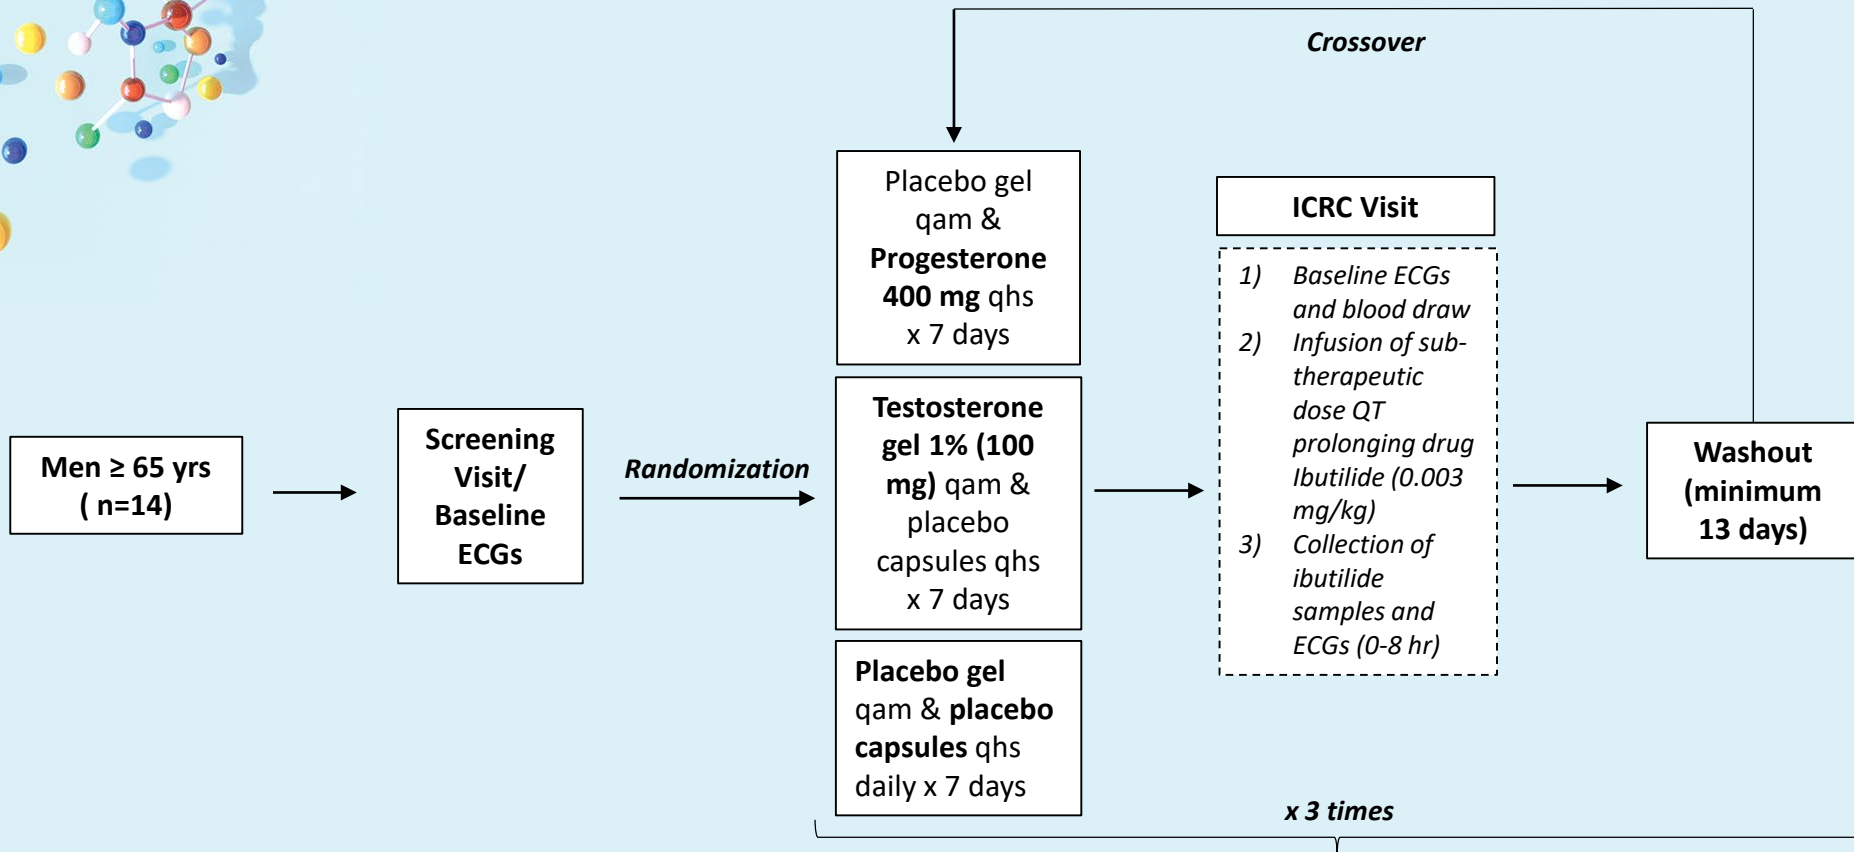 Crossover
Men ≥ 65 yrs
( n=14)
Screening
Visit/
Baseline
ECGs
Randomization
Placebo gel
qam &
Progesterone
400 mg qhs
x 7 days
Testosterone
gel 1% (100
mg) qam &
placebo
capsules qhs
x 7 days
Placebo gel
qam & placebo
capsules qhs
daily x 7 days
ICRC Visit
1) Baseline ECGs
and blood draw
2) Infusion of sub-
therapeutic
dose QT
prolonging drug
Ibutilide (0.003
mg/kg)
3) Collection of
ibutilide
samples and
ECGs (0-8 hr)
Washout
(minimum
13 days)
x 3 times